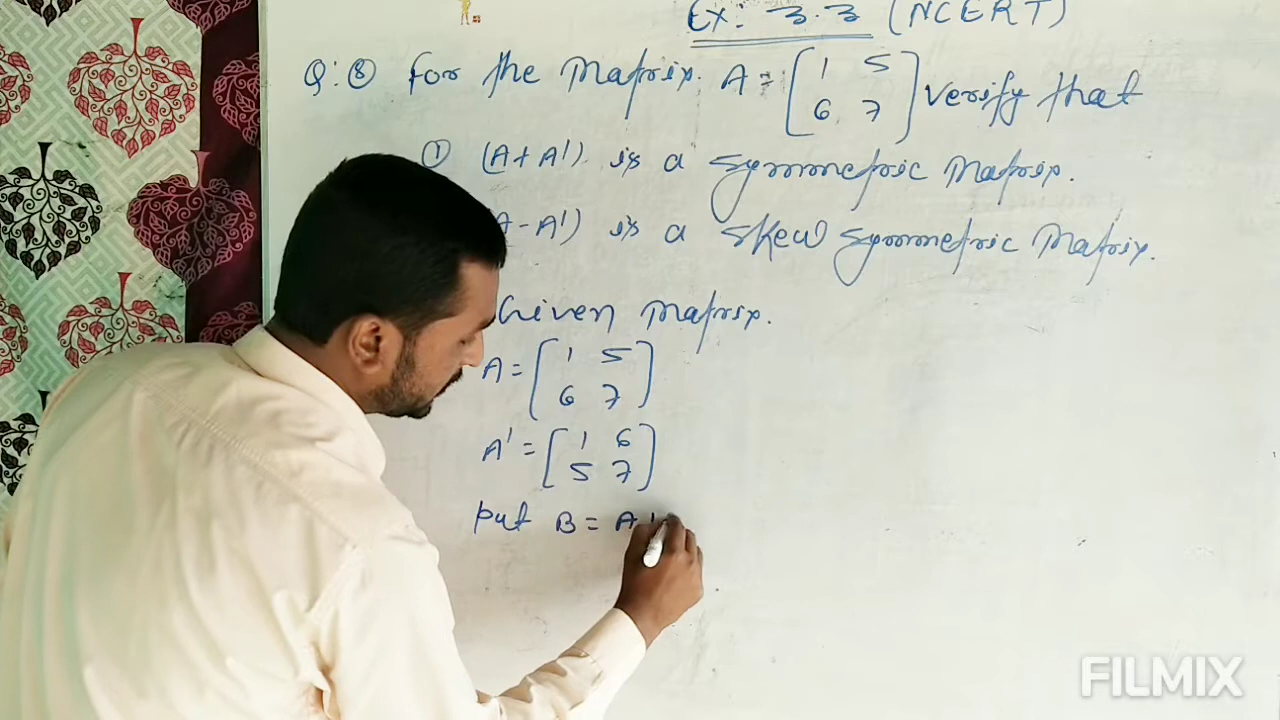 Ex. 3.3 (NCERT)
Q: ⑧ For the Matrix. A = [1 5
6 7] Verify that
① (A+A') is a Symmetric Matrix.
A-A') is a Skew Symmetric Matrix.
Given Matrix.
A = [1 5
6 7]
A' = [1 6
5 7]
Put B = A
FILMIX